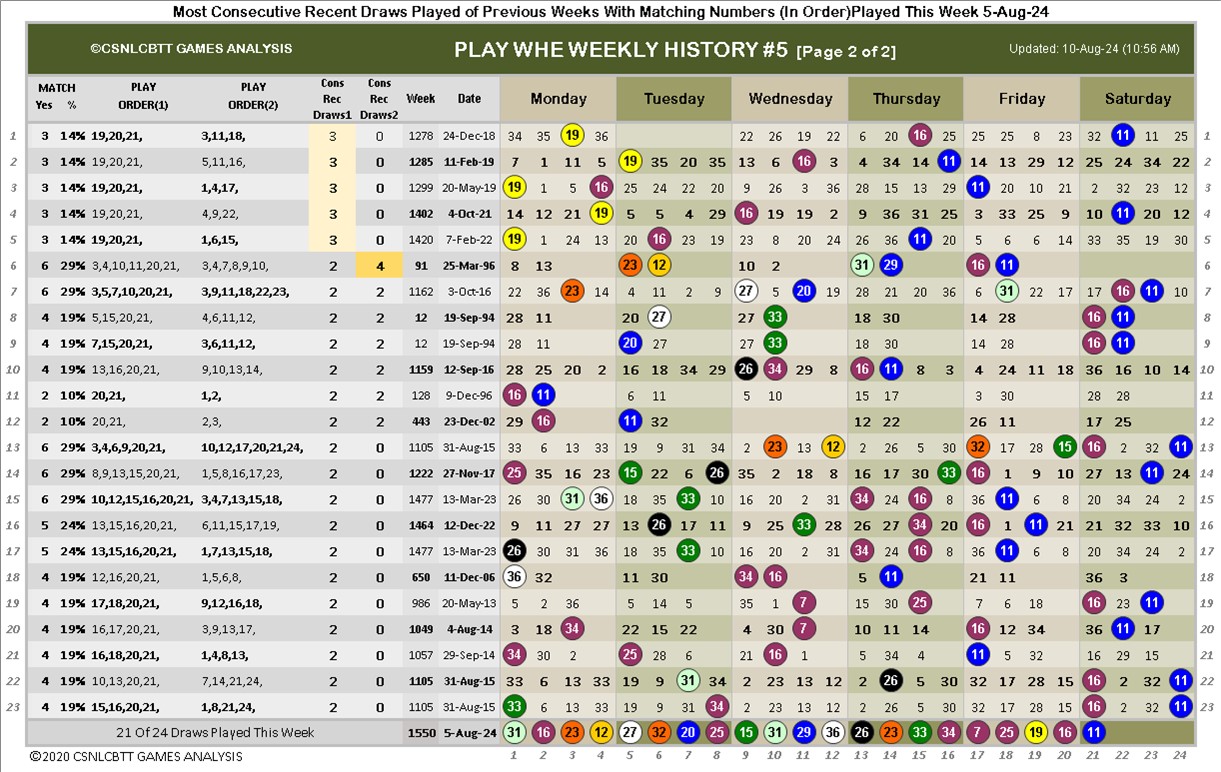 Most Consecutive Recent Draws Played of Previous Weeks With Matching Numbers (In Order)Played This Week 5-Aug-24
©CSNLCBTT GAMES ANALYSIS PLAY WHE WEEKLY HISTORY #5 [Page 2 of 2] Updated: 10-Aug-24 (10:56 AM)
MATCH Yes % PLAY ORDER(1) PLAY ORDER(2) Cons Rec Draws1 Cons Rec Draws2 Week Date Monday Tuesday Wednesday Thursday Friday Saturday
1 3 14% 19,20,21, 3,11,18, 3 0 1278 24-Dec-18 34 35 19 36 22 26 19 22 6 20 16 25 25 25 8 23 32 11 11 25 1
2 3 14% 19,20,21, 5,11,16, 3 0 1285 11-Feb-19 7 1 11 5 19 35 20 35 13 6 16 3 4 34 14 11 14 13 29 12 25 24 34 22 2
3 3 14% 19,20,21, 1,4,17, 3 0 1299 20-May-19 19 1 5 16 25 24 22 20 9 26 3 36 28 15 13 29 11 20 10 21 2 32 23 12 3
4 3 14% 19,20,21, 4,9,22, 3 0 1402 4-Oct-21 14 12 21 19 5 5 4 29 16 19 19 2 9 36 31 25 3 33 25 9 10 11 20 12 4
5 3 14% 19,20,21, 1,6,15, 3 0 1420 7-Feb-22 19 1 24 13 20 16 23 19 23 8 20 24 26 36 11 20 5 6 6 14 33 35 19 30 5
6 6 29% 3,4,10,11,20,21, 3,4,7,8,9,10, 2 4 91 25-Mar-96 8 13 23 12 10 2 31 29 16 11 6
7 6 29% 3,5,7,10,20,21, 3,9,11,18,22,23, 2 2 1162 3-Oct-16 22 36 23 14 4 11 2 9 27 5 20 19 28 21 20 36 6 31 22 17 17 16 11 10 7
8 4 19% 5,15,20,21, 4,6,11,12, 2 2 12 19-Sep-94 28 11 20 27 27 33 18 30 14 28 16 11 8
9 4 19% 7,15,20,21, 3,6,11,12, 2 2 12 19-Sep-94 28 11 20 27 27 33 18 30 14 28 16 11 9
10 4 19% 13,16,20,21, 9,10,13,14, 2 2 1159 12-Sep-16 28 25 20 2 16 18 34 29 26 34 29 8 16 11 8 3 4 24 11 18 36 16 10 14 10
11 2 10% 20,21, 1,2, 2 2 128 9-Dec-96 16 11 6 11 5 10 15 17 3 30 28 28 11
12 2 10% 20,21, 2,3, 2 2 443 23-Dec-02 29 16 11 32 12 22 26 11 17 25 12
13 6 29% 3,4,6,9,20,21, 10,12,17,20,21,24, 2 0 1105 31-Aug-15 33 6 13 33 19 9 31 34 2 23 13 12 2 26 5 30 32 17 28 15 16 2 32 11 13
14 6 29% 8,9,13,15,20,21, 1,5,8,16,17,23, 2 0 1222 27-Nov-17 25 35 16 23 15 22 6 26 35 2 18 8 16 17 30 33 16 1 9 10 27 13 11 24 14
15 6 29% 10,12,15,16,20,21, 3,4,7,13,15,18, 2 0 1477 13-Mar-23 26 30 31 36 18 35 33 10 16 20 2 31 34 24 16 8 36 11 6 8 20 34 24 2 15
16 5 24% 13,15,16,20,21, 6,11,15,17,19, 2 0 1464 12-Dec-22 9 11 27 27 13 26 17 11 9 25 33 28 26 27 34 20 16 1 11 21 21 32 33 10 16
17 5 24% 13,15,16,20,21, 1,7,13,15,18, 2 0 1477 13-Mar-23 26 30 31 36 18 35 33 10 16 20 2 31 34 24 16 8 36 11 6 8 20 34 24 2 17
18 4 19% 12,16,20,21, 1,5,6,8, 2 0 650 11-Dec-06 36 32 11 30 34 16 5 11 21 11 36 3 18
19 4 19% 17,18,20,21, 9,12,16,18, 2 0 986 20-May-13 5 2 36 5 14 5 35 1 7 15 30 25 7 6 18 16 23 11 19
20 4 19% 16,17,20,21, 3,9,13,17, 2 0 1049 4-Aug-14 3 18 34 22 15 22 4 30 7 10 11 14 16 12 34 36 11 17 20
21 4 19% 16,18,20,21, 1,4,8,13, 2 0 1057 29-Sep-14 34 30 2 25 28 6 20 16 1 5 34 4 11 5 32 16 29 15 21
22 4 19% 10,13,20,21, 7,14,21,24, 2 0 1105 31-Aug-15 33 6 13 33 19 9 31 34 2 23 13 12 2 26 5 30 32 17 28 15 16 2 32 11 22
23 4 19% 15,16,20,21, 1,8,21,24, 2 0 1105 31-Aug-15 33 6 13 33 19 9 31 34 2 23 13 12 2 26 5 30 32 17 28 15 16 2 32 11 23
21 Of 24 Draws Played This Week 1550 5-Aug-24 31 16 23 12 27 32 20 25 15 31 29 36 26 23 33 34 7 25 19 16 11
©2020 CSNLCBTT GAMES ANALYSIS 1 2 3 4 5 6 7 8 9 10 11 12 13 14 15 16 17 18 19 20 21 22 23 24